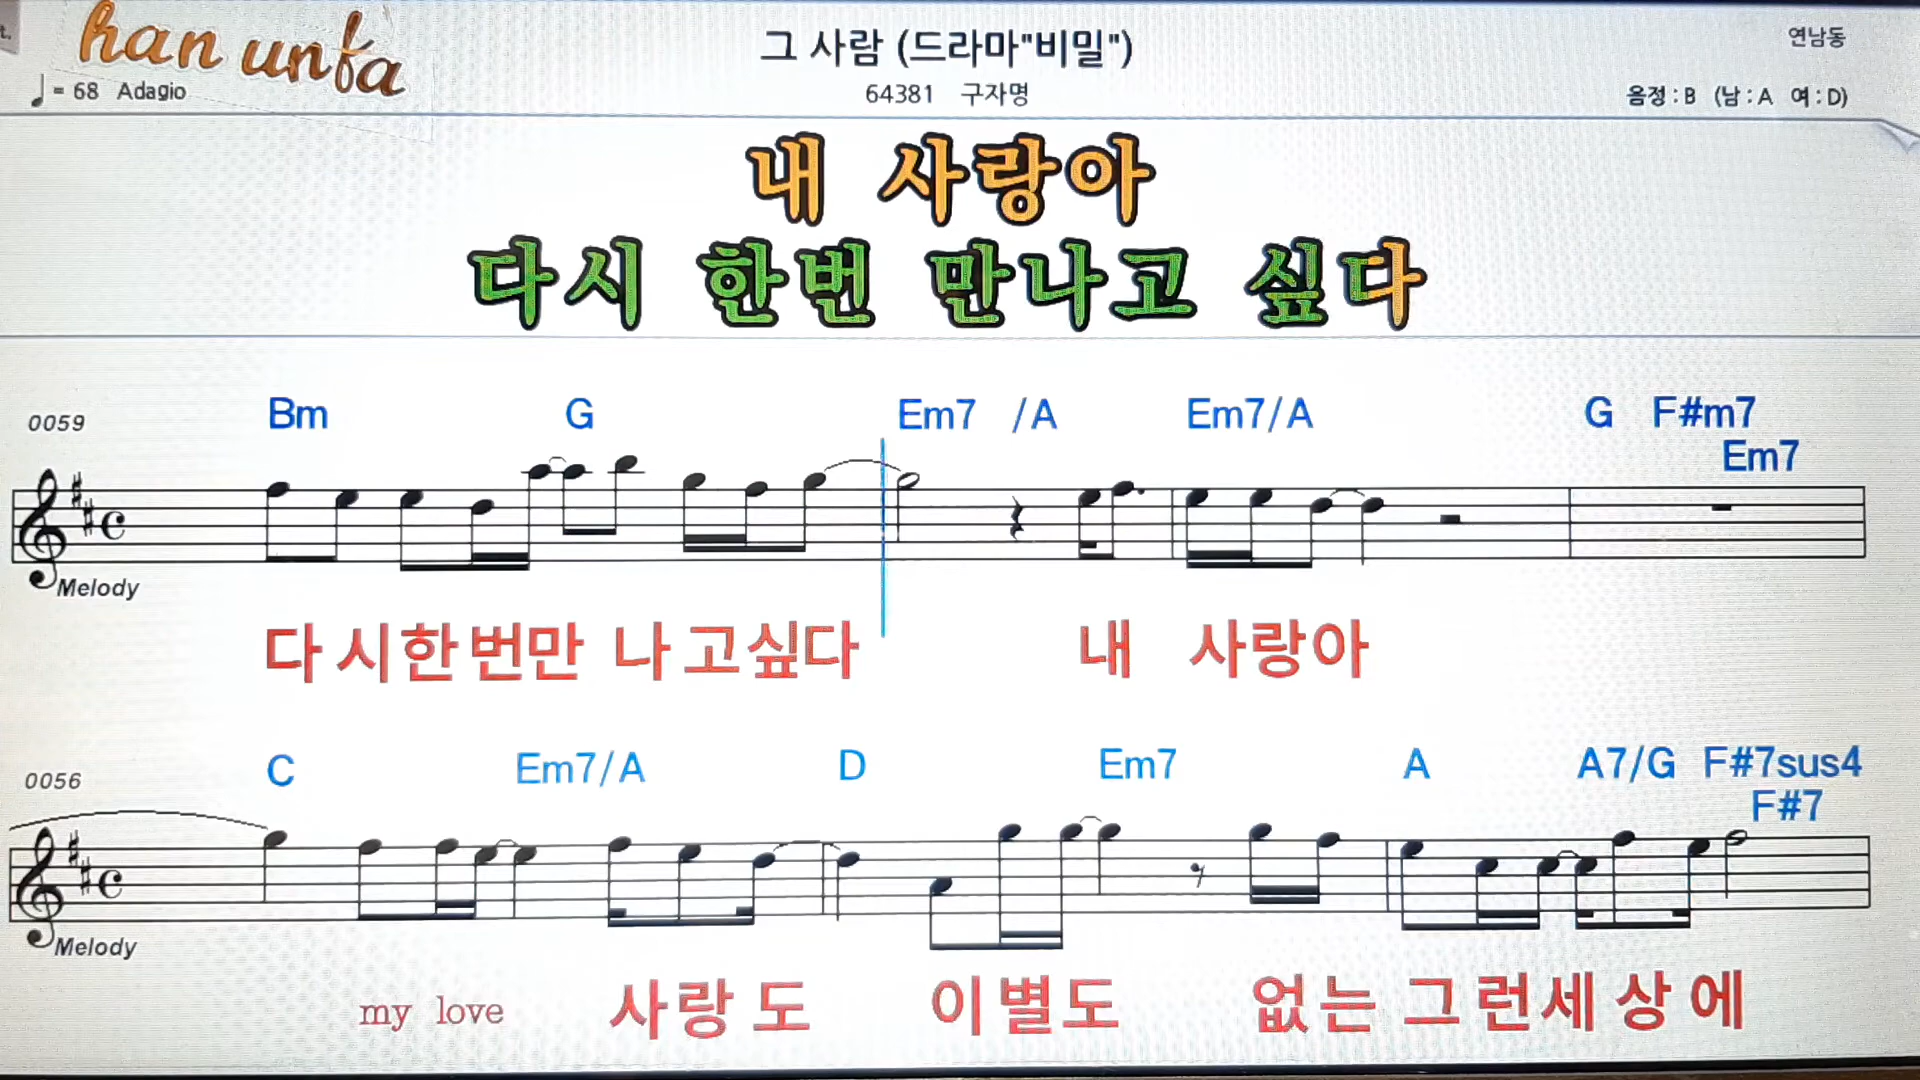 han unfa
그 사람 (드라마"비밀")
연남동
♩= 68 Adagio
64381 구자명
음정 : B (남 : A 여 : D)
내 사랑아
다시 한번 만나고 싶다
0059
Bm G Em7 /A Em7/A G F#m7
Em7
Melody
다시한번만 나고싶다 내 사랑아
0056
C Em7/A D Em7 A A7/G F#7sus4
F#7
Melody
my love 사랑도 이별도 없는그런세상에